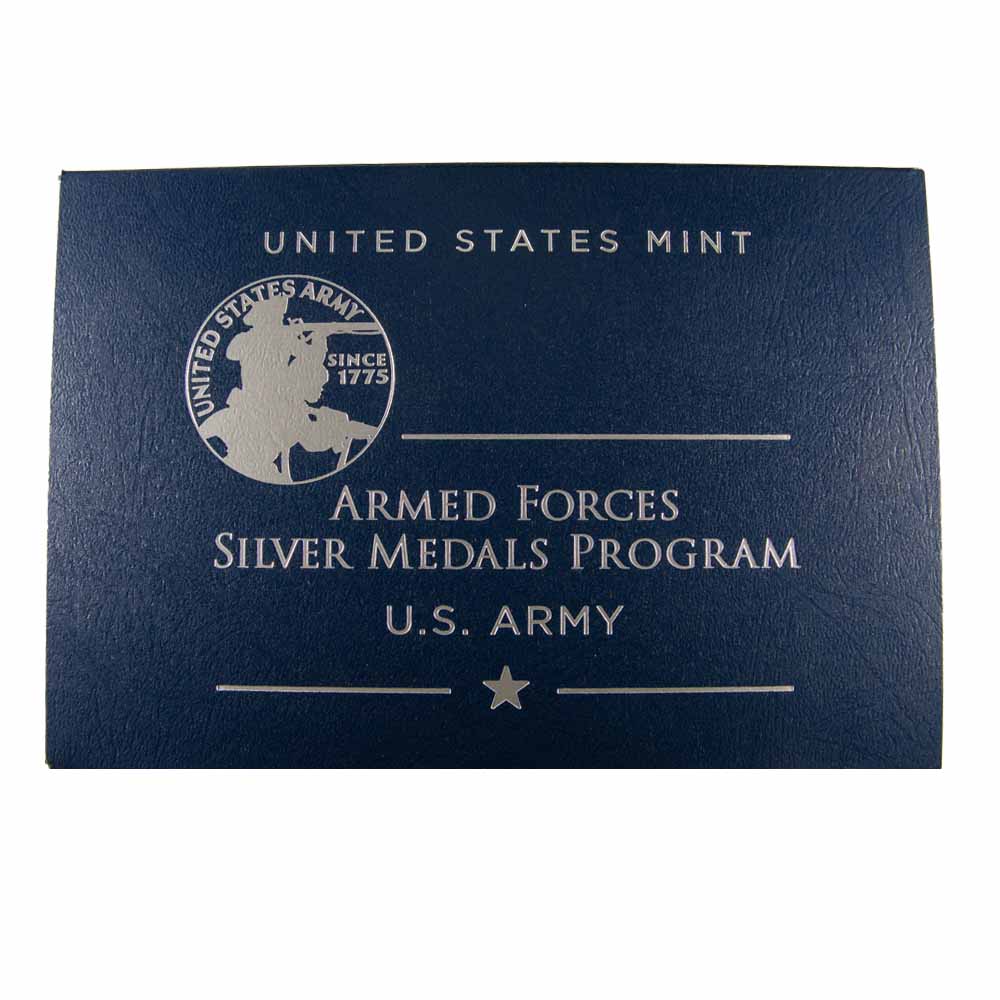 UNITED STATES MINT
UNITED STATES ARMY
SINCE
1775
ARMED FORCES
SILVER MEDALS PROGRAM
U.S. ARMY